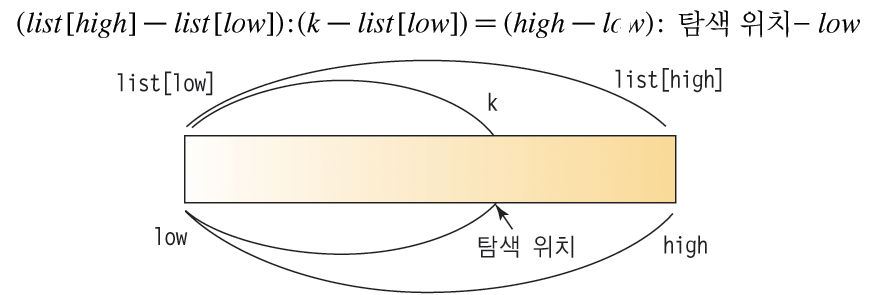 (list[high] – list[low]):(k – list[low]) = (high – low): 탐색 위치– low
list[low]
list[high]
k
low
탐색 위치
high